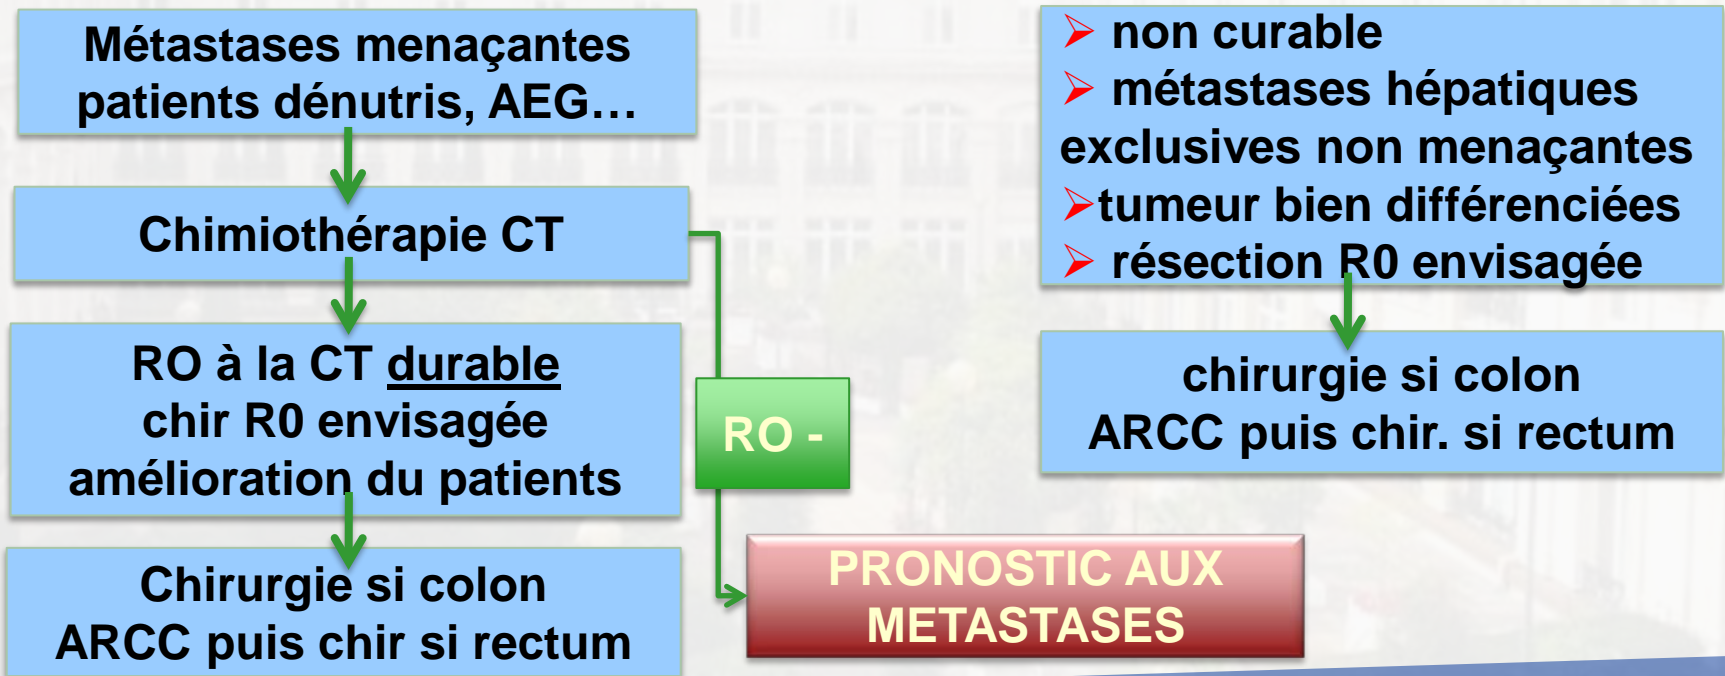 Métastases menaçantes
patients dénutris, AEG…
Chimiothérapie CT
RO à la CT durable
chir R0 envisagée
amélioration du patients
Chirurgie si colon
ARCC puis chir si rectum
RO -
PRONOSTIC AUX
METASTASES
➢ non curable
➢ métastases hépatiques
exclusives non menaçantes
➢tumeur bien différenciées
➢ résection R0 envisagée
chirurgie si colon
ARCC puis chir. si rectum